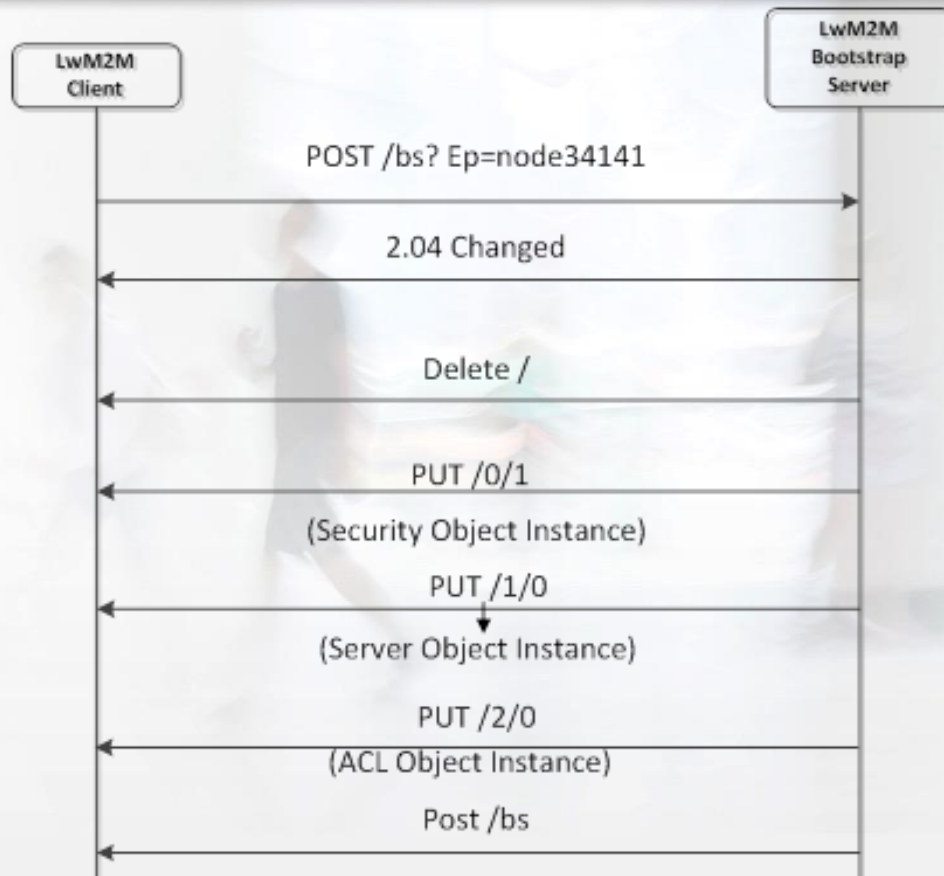 LwM2M
Client
LwM2M
Bootstrap
Server
POST /bs? Ep=node34141
2.04 Changed
Delete /
PUT /0/1
(Security Object Instance)
PUT /1/0
(Server Object Instance)
PUT /2/0
(ACL Object Instance)
Post /bs